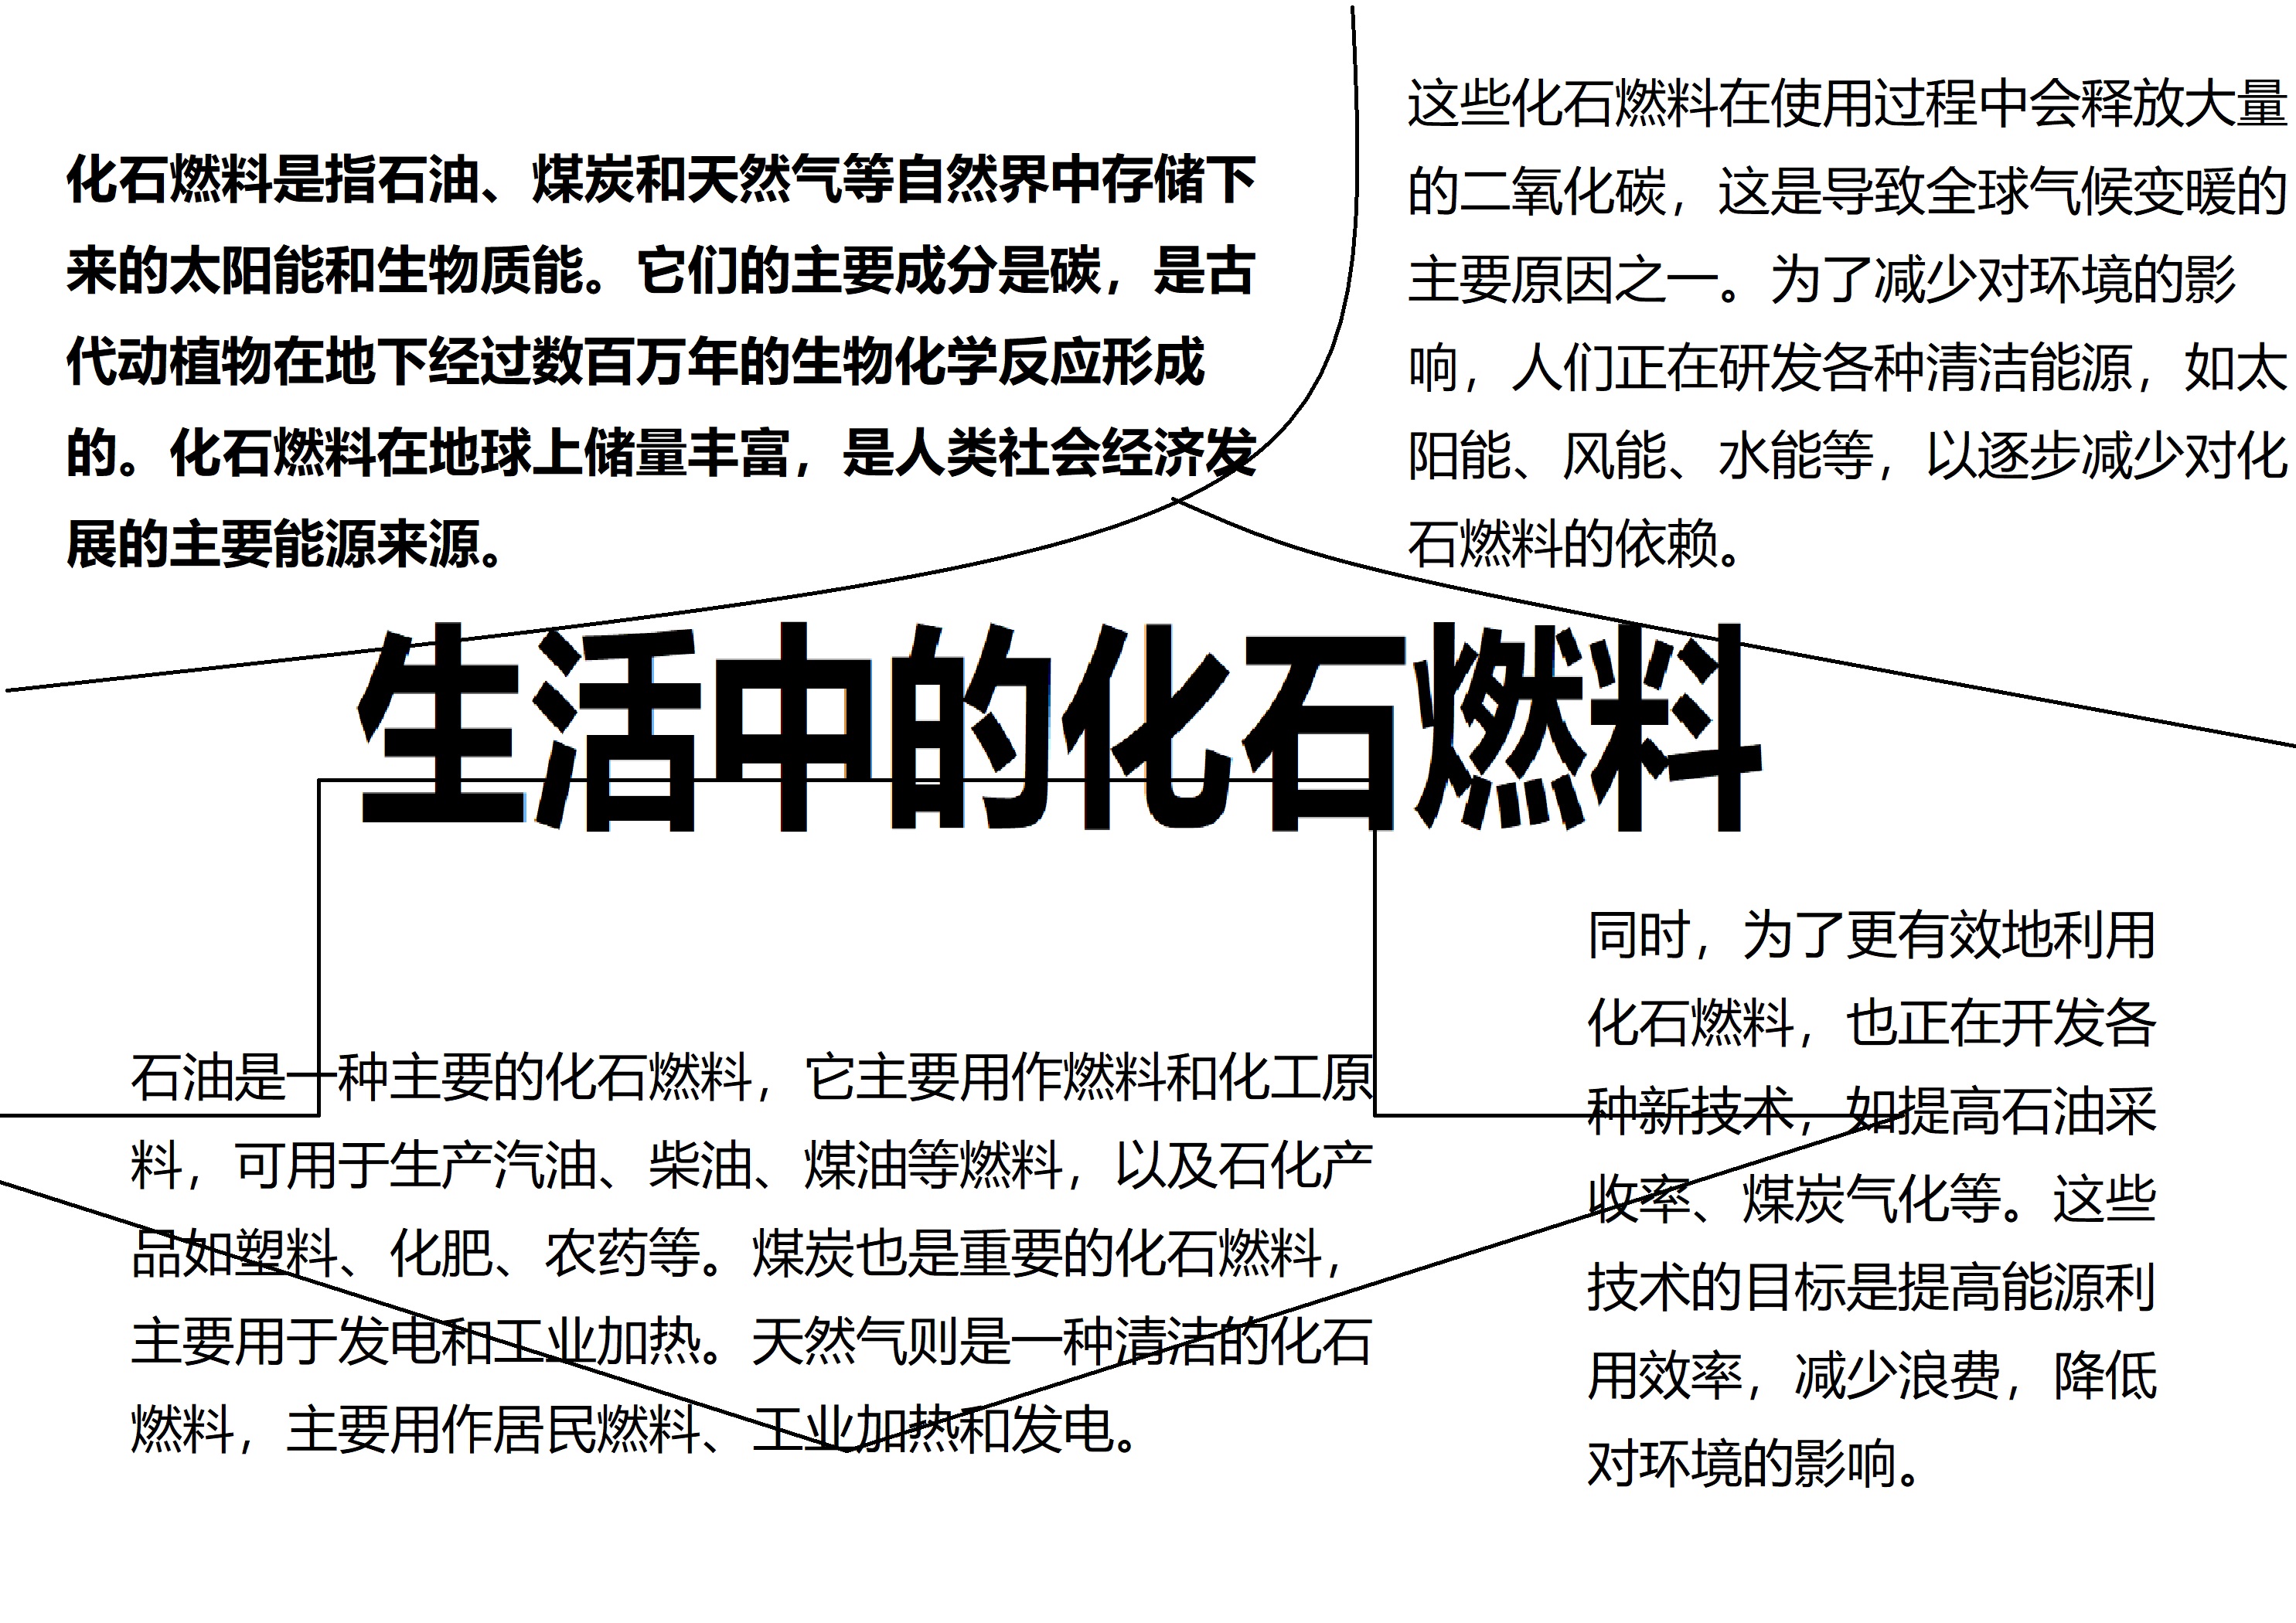 化石燃料是指石油、煤炭和天然气等自然界中存储下
来的太阳能和生物质能。它们的主要成分是碳，是古
代动植物在地下经过数百万年的生物化学反应形成
的。化石燃料在地球上储量丰富，是人类社会经济发
展的主要能源来源。
这些化石燃料在使用过程中会释放大量
的二氧化碳，这是导致全球气候变暖的
主要原因之一。为了减少对环境的影
响，人们正在研发各种清洁能源，如太
阳能、风能、水能等，以逐步减少对化
石燃料的依赖。
生活中的化石燃料
石油是一种主要的化石燃料，它主要用作燃料和化工原
料，可用于生产汽油、柴油、煤油等燃料，以及石化产
品如塑料、化肥、农药等。煤炭也是重要的化石燃料，
主要用于发电和工业加热。天然气则是一种清洁的化石
燃料，主要用作居民燃料、工业加热和发电。
同时，为了更有效地利用
化石燃料，也正在开发各
种新技术，如提高石油采
收率、煤炭气化等。这些
技术的目标是提高能源利
用效率，减少浪费，降低
对环境的影响。